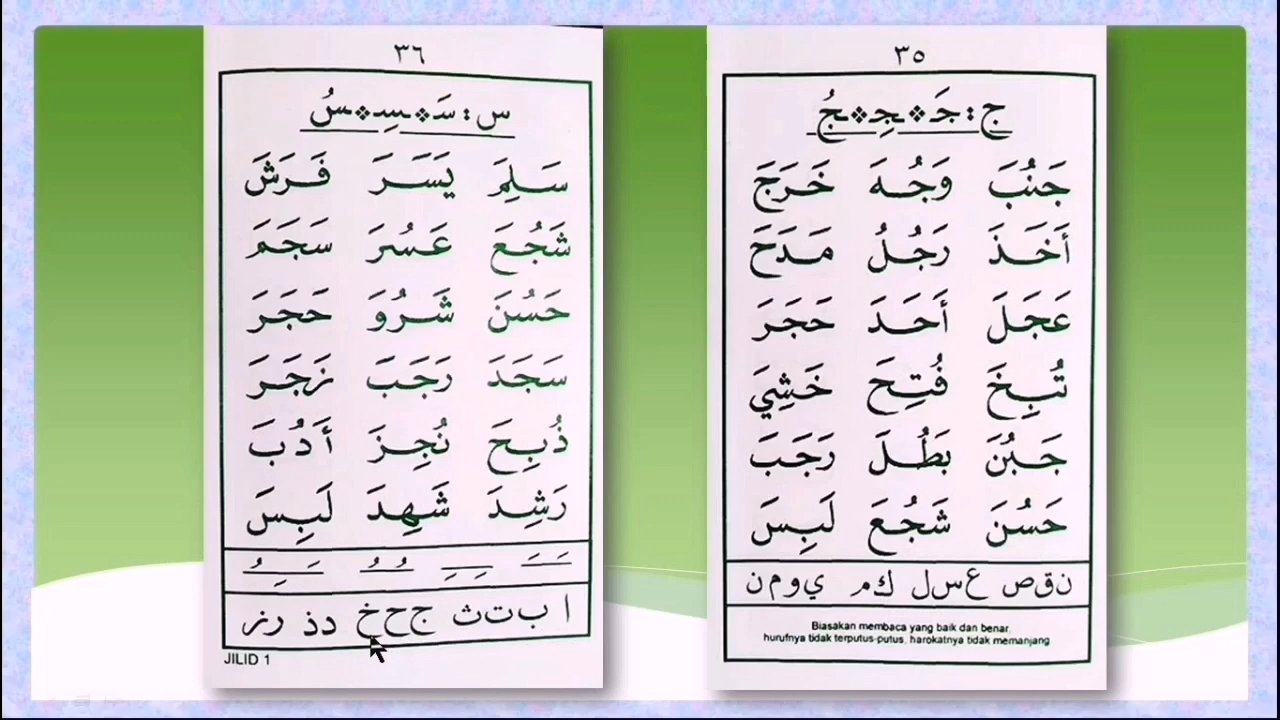 ٣٥
ج : جَ جِ جُ
جَنُبَ وَجُهَ خَرَجَ
أَخَذَ رَجُلُ مَدَحَ
عَجَلَ أَحَدَ حَجَرَ
تُبِخَ فُتِحَ خَشِيَ
جَبُنَ بَطُلَ رَجَبَ
حَسُنَ شَجُعَ لَبِسَ
ن ق ص ع س ل ك م ي و م ن
Biasakan membaca yang baik dan benar,
hurufnya tidak terputus-putus, harokatnya tidak memanjang
٣٦
س : سَ سِ سُ
سَلِمَ يَسَرَ فَرَشَ
شَجُعَ عَسُرَ سَجَمَ
حَسُنَ شَرُوَ حَجَرَ
سَجَدَ رَجَبَ زَجَرَ
ذُبِحَ نُجِزَ أَدُبَ
رَشِدَ شَهِدَ لَبِسَ
ا ب ت ث ج ح خ د ذ ر ز
JILID 1